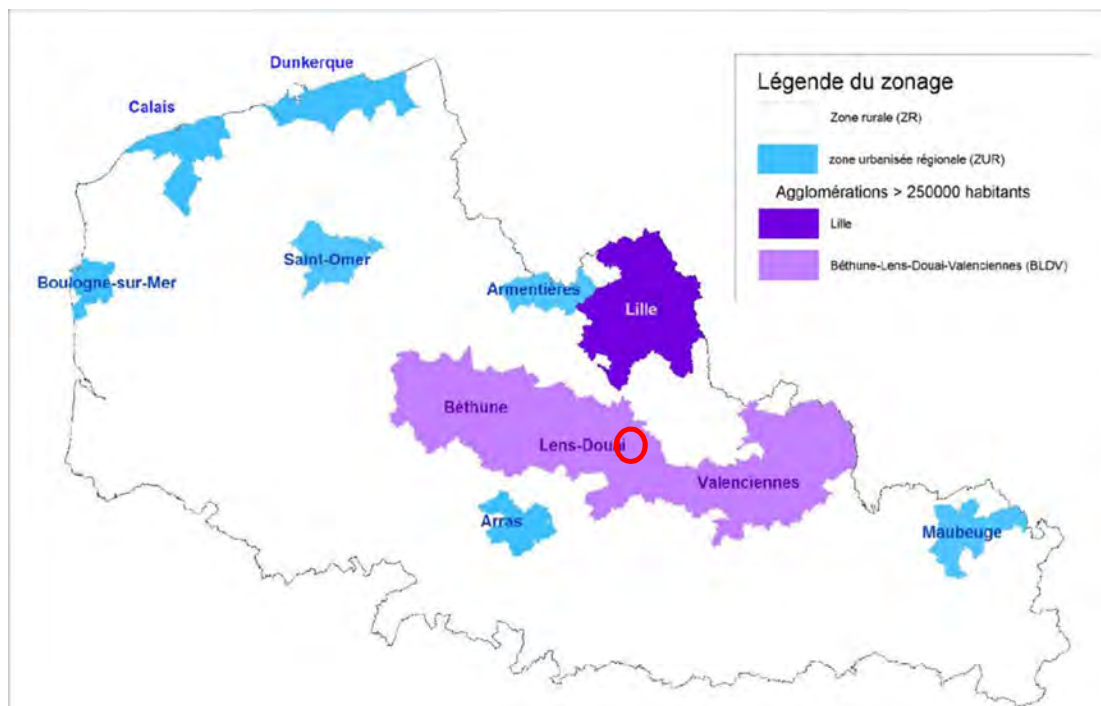 Dunkerque
Calais
Boulogne-sur-Mer
Saint-Omer
Armentières
Lille
Béthune
Lens-Douai
Valenciennes
Arras
Maubeuge
Légende du zonage
Zone rurale (ZR)
zone urbanisée régionale (ZUR)
Agglomérations > 250000 habitants
Lille
Béthune-Lens-Douai-Valenciennes (BLDV)